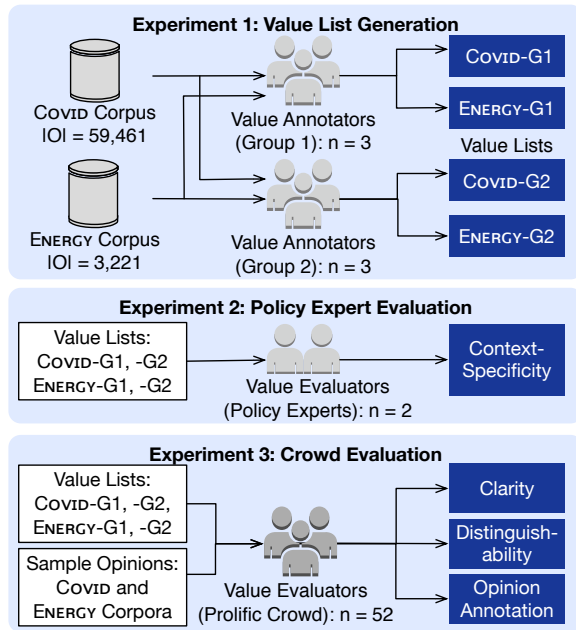 Experiment 1: Value List Generation
COVID Corpus
|O| = 59,461
ENERGY Corpus
|O| = 3,221
Value Annotators
(Group 1): n = 3
Value Annotators
(Group 2): n = 3
COVID-G1
ENERGY-G1
Value Lists
COVID-G2
ENERGY-G2
Experiment 2: Policy Expert Evaluation
Value Lists:
COVID-G1, -G2
ENERGY-G1, -G2
Value Evaluators
(Policy Experts): n = 2
Context-
Specificity
Experiment 3: Crowd Evaluation
Value Lists:
COVID-G1, -G2,
ENERGY-G1, -G2
Sample Opinions:
COVID and
ENERGY Corpora
Value Evaluators
(Prolific Crowd): n = 52
Clarity
Distinguish-
ability
Opinion
Annotation